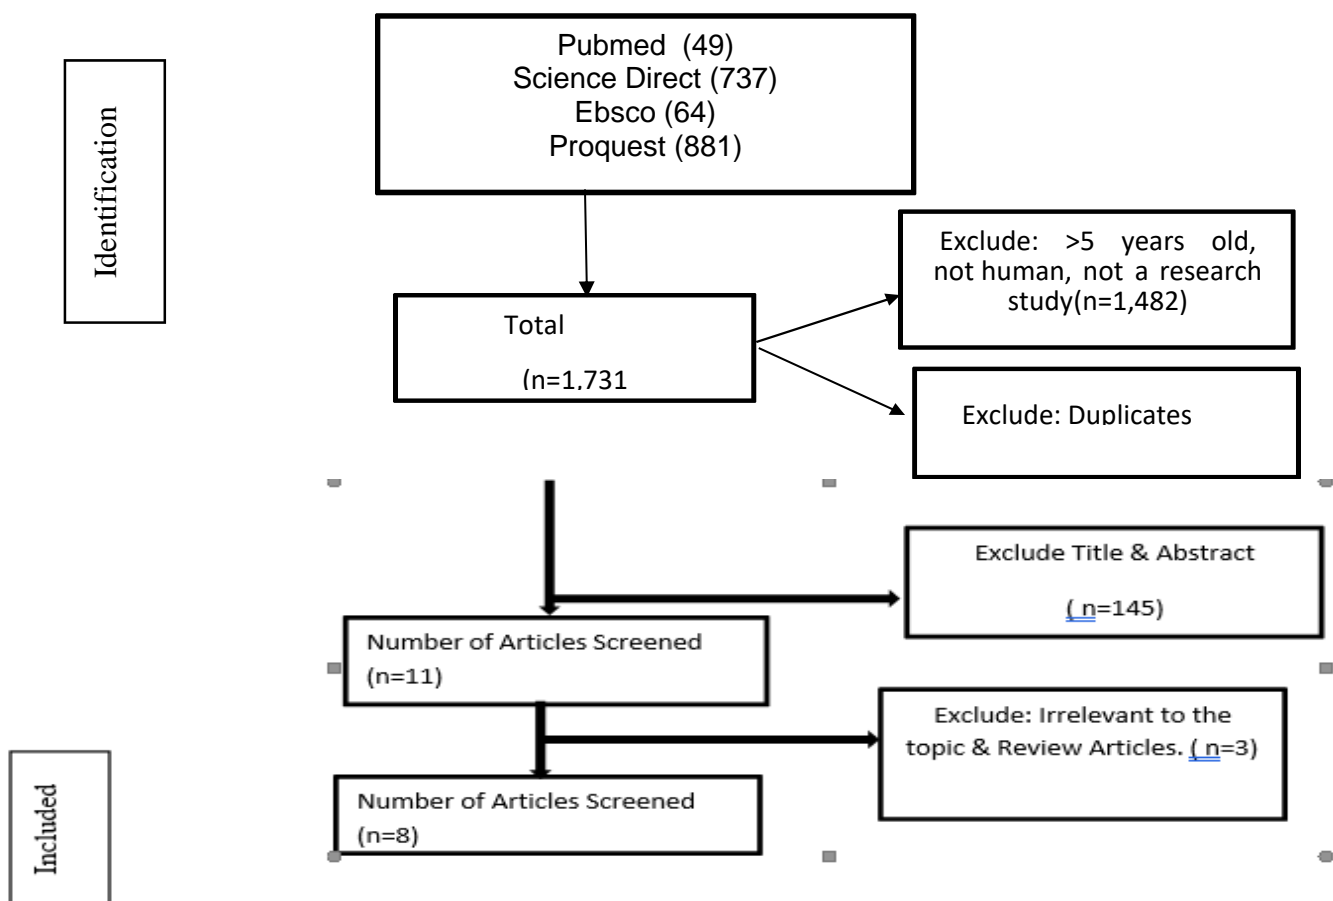 Identification
Pubmed (49)
Science Direct (737)
Ebsco (64)
Proquest (881)
Total
(n=1,731
Exclude: >5 years old,
not human, not a research
study(n=1,482)
Exclude: Duplicates
Exclude Title & Abstract
( n=145)
Number of Articles Screened
(n=11)
Exclude: Irrelevant to the
topic & Review Articles. ( n=3)
Number of Articles Screened
(n=8)
Included